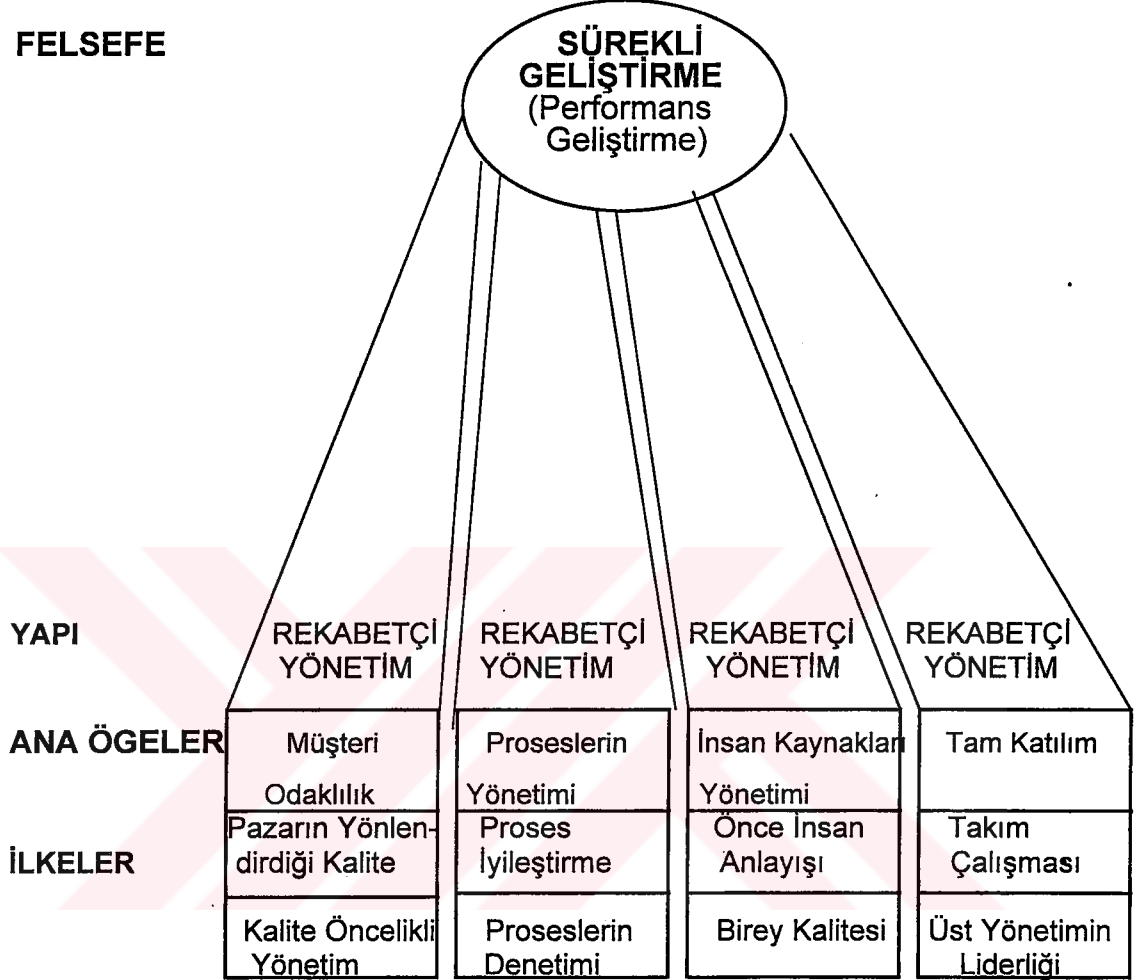 FELSEFE
SÜREKLİ
GELİŞTİRME
(Performans
Geliştirme)
YAPI
REKABETÇİ REKABETÇİ REKABETÇİ REKABETÇİ
YÖNETİM YÖNETİM YÖNETİM YÖNETİM
ANA ÖGELER Müşteri Proseslerin İnsan Kaynakları Tam Katılım
Odaklılık Yönetimi Yönetimi
Pazarın Yönlen- Proses Önce İnsan Takım
İLKELER dirdiği Kalite İyileştirme Anlayışı Çalışması
Kalite Öncelikli Proseslerin Birey Kalitesi Üst Yönetimin
Yönetim Denetimi Liderliği